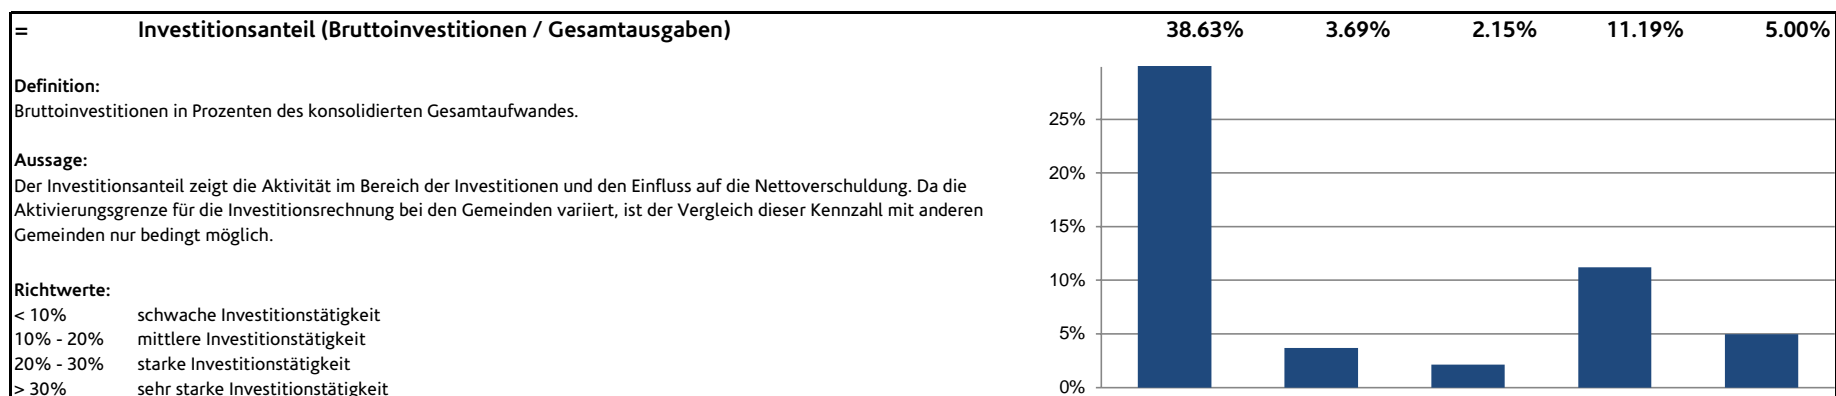 = Investitionsanteil (Bruttoinvestitionen / Gesamtausgaben) 38.63% 3.69% 2.15% 11.19% 5.00%
Definition:
Bruttoinvestitionen in Prozenten des konsolidierten Gesamtaufwandes.
Aussage:
Der Investitionsanteil zeigt die Aktivität im Bereich der Investitionen und den Einfluss auf die Nettoverschuldung. Da die
Aktivierungsgrenze für die Investitionsrechnung bei den Gemeinden variiert, ist der Vergleich dieser Kennzahl mit anderen
Gemeinden nur bedingt möglich.
Richtwerte:
< 10% schwache Investitionstätigkeit
10% - 20% mittlere Investitionstätigkeit
20% - 30% starke Investitionstätigkeit
> 30% sehr starke Investitionstätigkeit
25%
20%
15%
10%
5%
0%